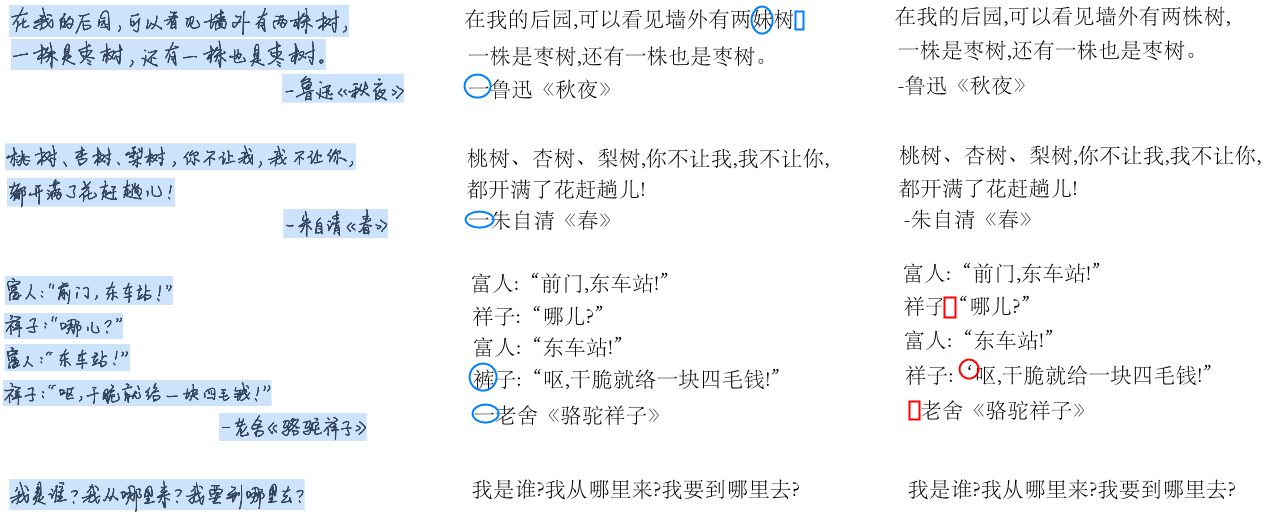 在我的后园,可以看见墙外有两株树,
一株是枣树,还有一株也是枣树。
-鲁迅《秋夜》
桃树、杏树、梨树,你不让我,我不让你,
都开满了花赶趟儿!
-朱自清《春》
富人:“前门,东车站!”
祥子:“哪儿?”
富人:“东车站!”
祥子:“呕,干脆就给一块四毛钱!”
-老舍《骆驼祥子》
我是谁?我从哪里来?我要到哪里去?
在我的后园,可以看见墙外有两妹树
一株是枣树,还有一株也是枣树。
一鲁迅《秋夜》
桃树、杏树、梨树,你不让我,我不让你,
都开满了花赶趟儿!
一朱自清《春》
富人:“前门,东车站!”
祥子:“哪儿?”
富人:“东车站!”
裤子:“呕,干脆就络一块四毛钱!”
一老舍《骆驼祥子》
我是谁?我从哪里来?我要到哪里去?
在我的后园,可以看见墙外有两株树,
一株是枣树,还有一株也是枣树。
-鲁迅《秋夜》
桃树、杏树、梨树,你不让我,我不让你,
都开满了花赶趟儿!
-朱自清《春》
富人:“前门,东车站!”
祥子“哪儿?”
富人:“东车站!”
祥子:‘呕,干脆就给一块四毛钱!”
老舍《骆驼祥子》
我是谁?我从哪里来?我要到哪里去?